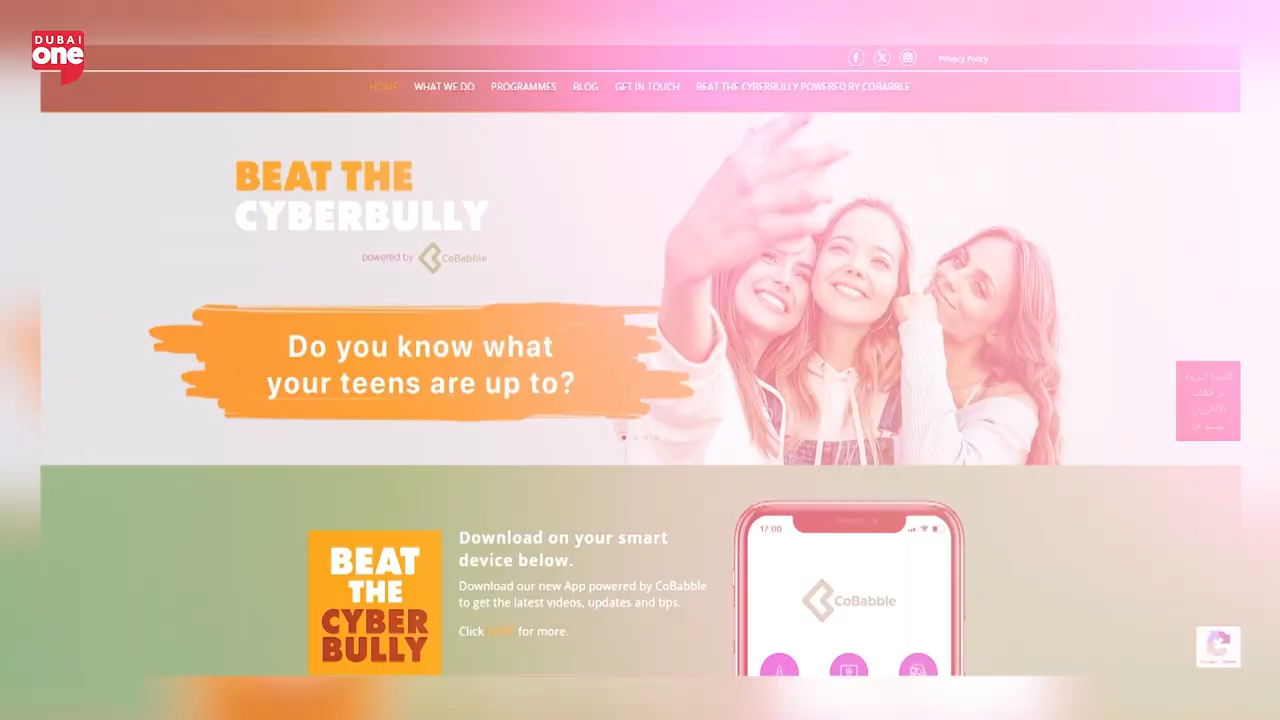 DUBAI
one
Privacy Policy
HOME WHAT WE DO PROGRAMMES BLOG GET IN TOUCH BEAT THE CYBERBULLY POWERED BY COBABBLE
BEAT THE
CYBERBULLY
powered by CoBabble
Do you know what
your teens are up to?
BEAT
THE
CYBER
BULLY
Download on your smart
device below.
Download our new App powered by CoBabble
to get the latest videos, updates and tips.
Click for more.
17:00
CoBabble